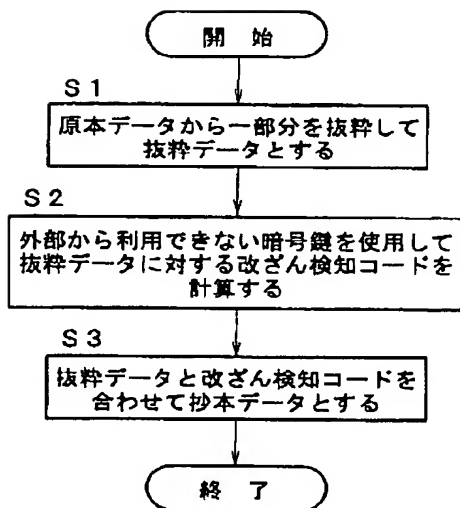 開 始
S1
原本データから一部分を抜粋して
抜粋データとする
S2
外部から利用できない暗号鍵を使用して
抜粋データに対する改ざん検知コードを
計算する
S3
抜粋データと改ざん検知コードを
合わせて抄本データとする
終 了